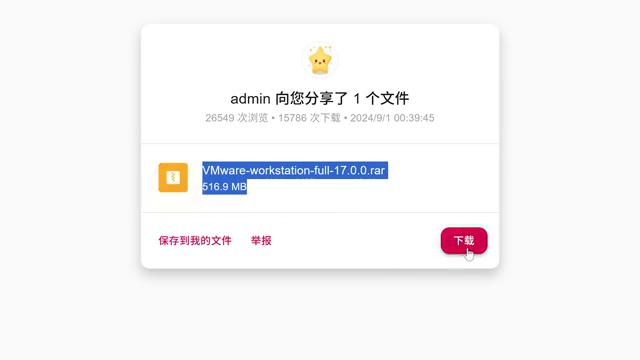 admin 向您分享了 1 个文件
26549 次浏览 • 15786 次下载 • 2024/9/1 00:39:45
VMware-workstation-full-17.0.0.rar
516.9 MB
保存到我的文件 举报 下载